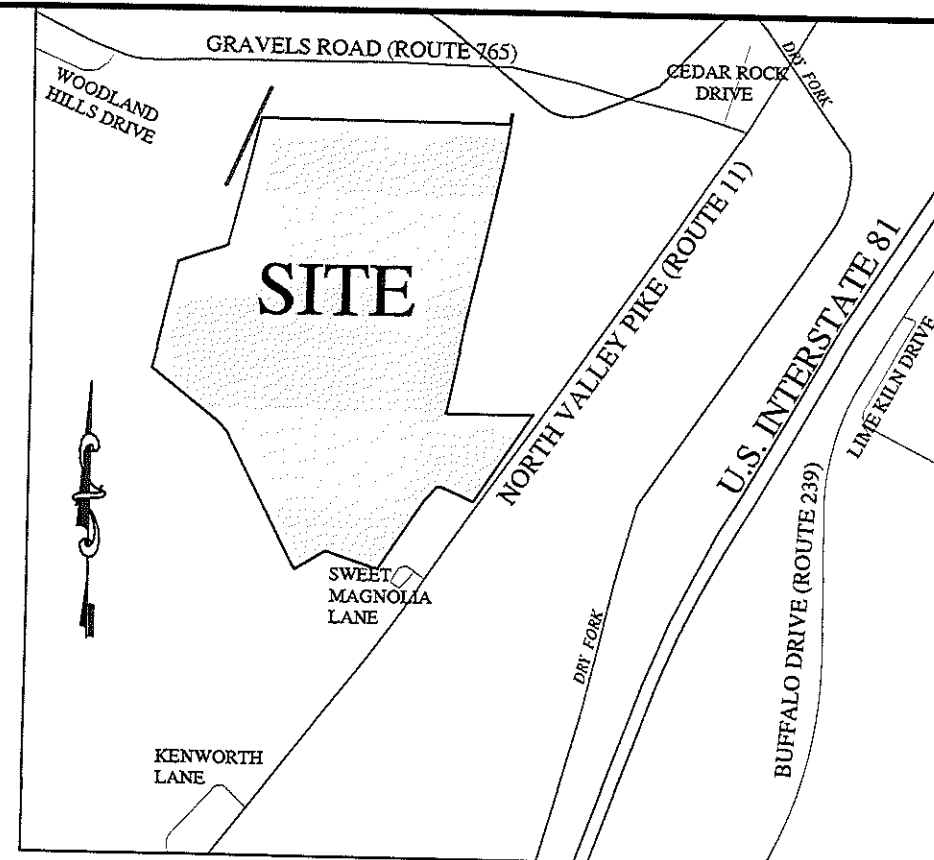 GRAVELS ROAD (ROUTE 765)
WOODLAND
HILLS DRIVE
CEDAR ROCK
DRIVE
DRY FORK
SITE
NORTH VALLEY PIKE (ROUTE 11)
U.S. INTERSTATE 81
LIME KILN DRIVE
BUFFALO DRIVE (ROUTE 239)
SWEET
MAGNOLIA
LANE
DRY FORK
KENWORTH
LANE